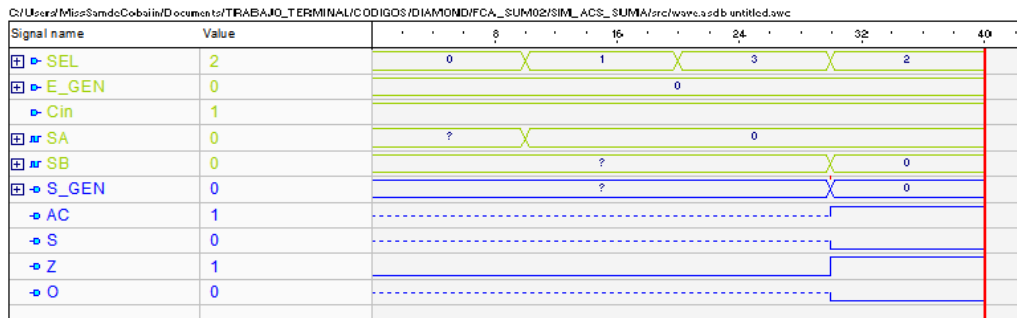 C:/Users/MissSamdeCobaiin/Documents/TRABAJO_TERMINAL/CODIGOS/DIAMOND/FCA_SUM02/SIM_ACS_SUMA/src/wave.asdb untitled.awc
Signal name Value 8 16 24 32 40
SEL 2 0 1 3 2
E_GEN 0 0
Cin 1
SA 0 ? 0
SB 0 ? 0
S_GEN 0 ? 0
AC 1
S 0
Z 1
O 0